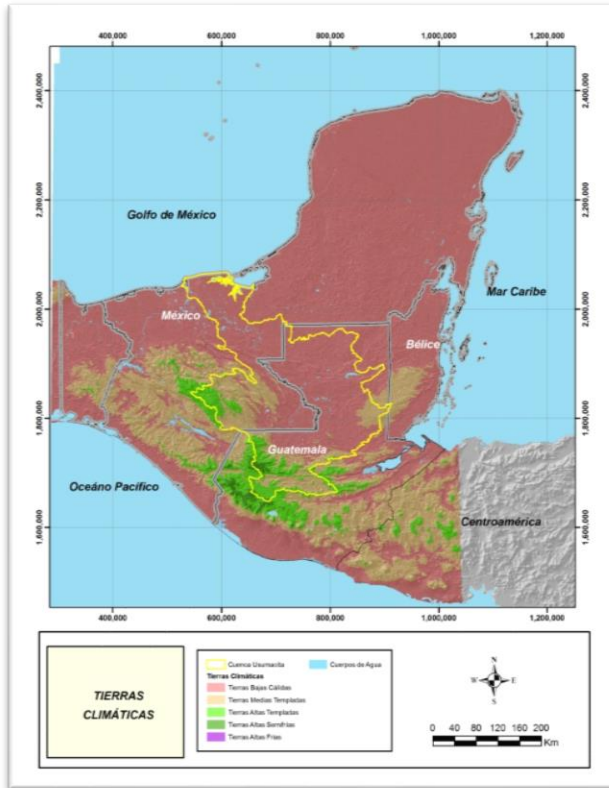 400,000 600,000 800,000 1,000,000 1,200,000
2,400,000 2,400,000
2,200,000 2,200,000
Golfo de México
Mar Caribe
2,000,000 2,000,000
México
Bélice
1,800,000 1,800,000
Guatemala
Oceáno Pacífico
Centroamérica
1,600,000 1,600,000
400,000 600,000 800,000 1,000,000 1,200,000
TIERRAS
CLIMÁTICAS
Cuenca Usumacita
Cuerpos de Agua
Tierras Climáticas
Tierras Bajas Cálidas
Tierras Medias Templadas
Tierras Altas Templadas
Tierras Altas Semifrías
Tierras Altas Frías
N
W E
S
0 40 80 120 160 200
Km